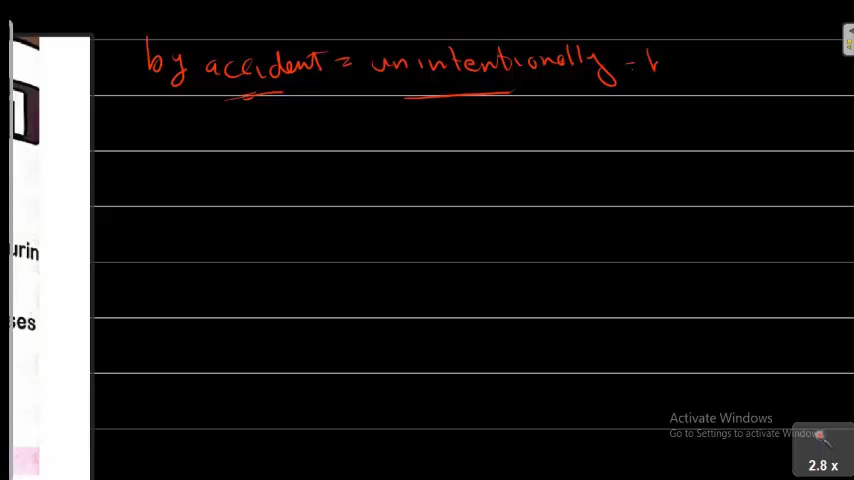 by accident = unintentionally =
urin
ses
Activate Windows
Go to Settings to activate Windows
2.8 x